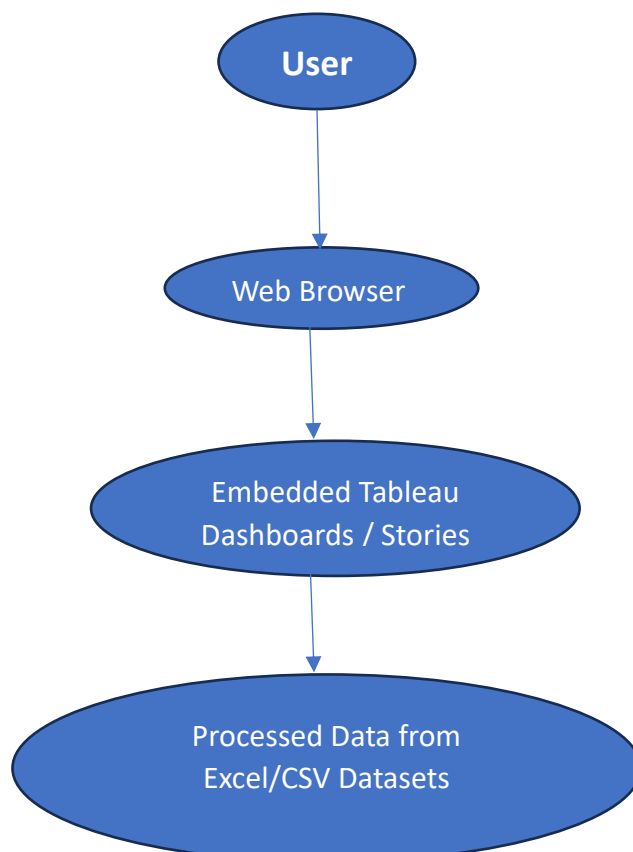 User
Web Browser
Embedded Tableau
Dashboards / Stories
Processed Data from
Excel/CSV Datasets